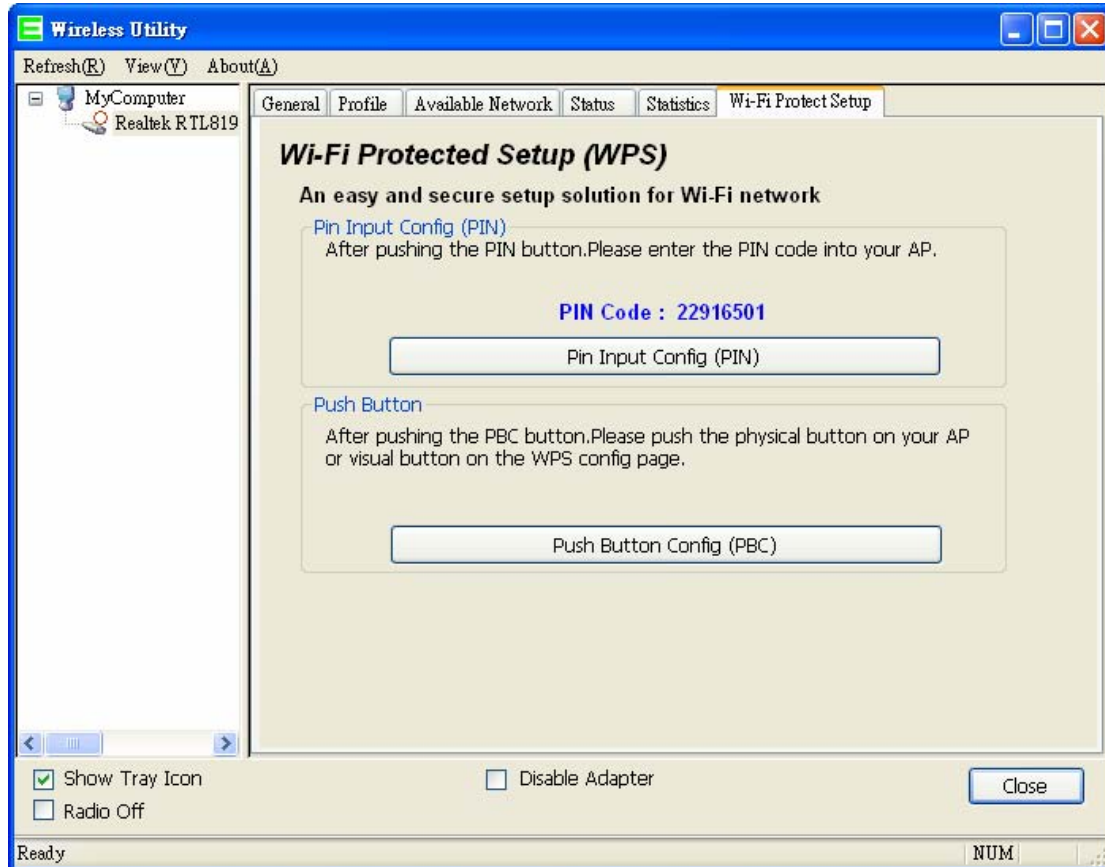 Wireless Utility
Refresh(R) View(V) About(A)
MyComputer
Realtek RTL819
General Profile Available Network Status Statistics Wi-Fi Protect Setup
Wi-Fi Protected Setup (WPS)
An easy and secure setup solution for Wi-Fi network
Pin Input Config (PIN)
After pushing the PIN button.Please enter the PIN code into your AP.
PIN Code : 22916501
Pin Input Config (PIN)
Push Button
After pushing the PBC button.Please push the physical button on your AP
or visual button on the WPS config page.
Push Button Config (PBC)
Show Tray Icon
Disable Adapter
Close
Radio Off
Ready
NUM